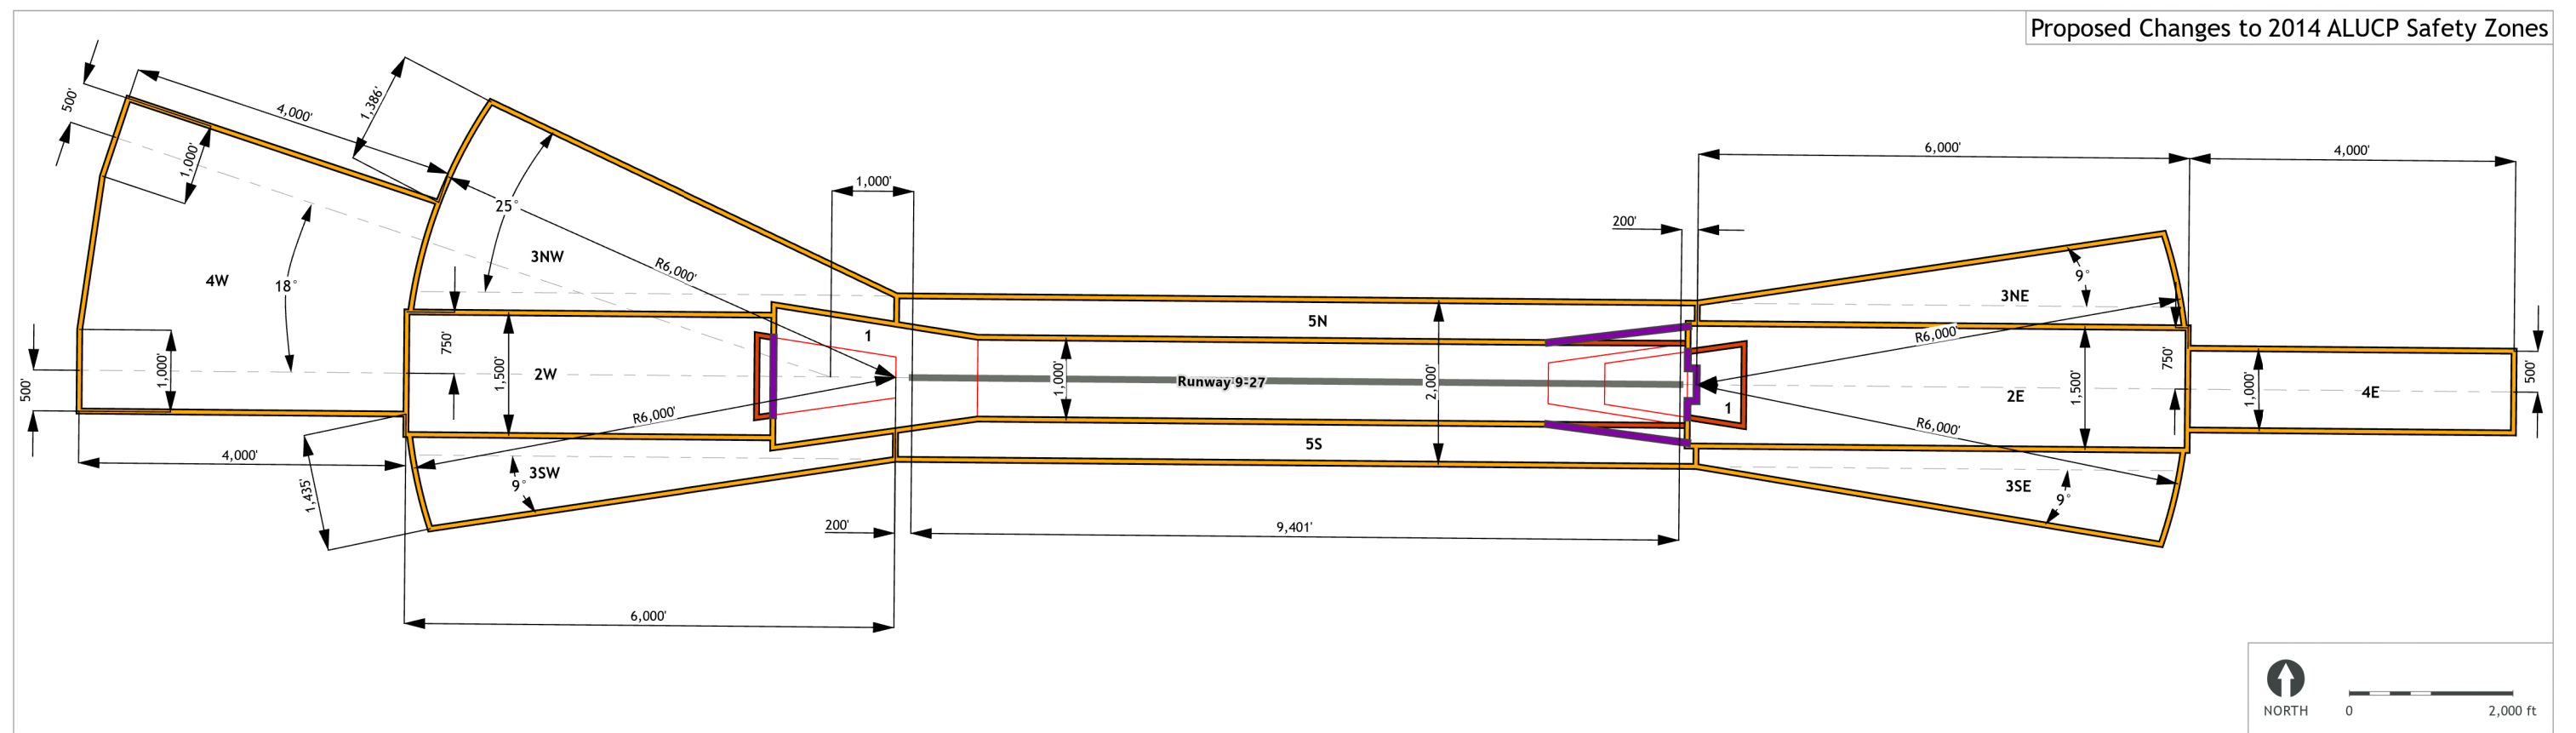 Proposed Changes to 2014 ALUCP Safety Zones
500'
4,000'
1,386'
1,000'
25°
1,000'
6,000'
4,000'
200'
3NW
R6,000'
4W
18°
9°
3NE
5N
R6,000'
1
750'
1,500'
2W
1,000'
500'
1,000'
Runway 9-27
2,000'
1
2E
1,500'
750'
1,000'
4E
500'
R6,000'
R6,000'
5S
4,000'
1,435'
9°
3SW
3SE
9°
200'
9,401'
6,000'
NORTH
0
2,000 ft